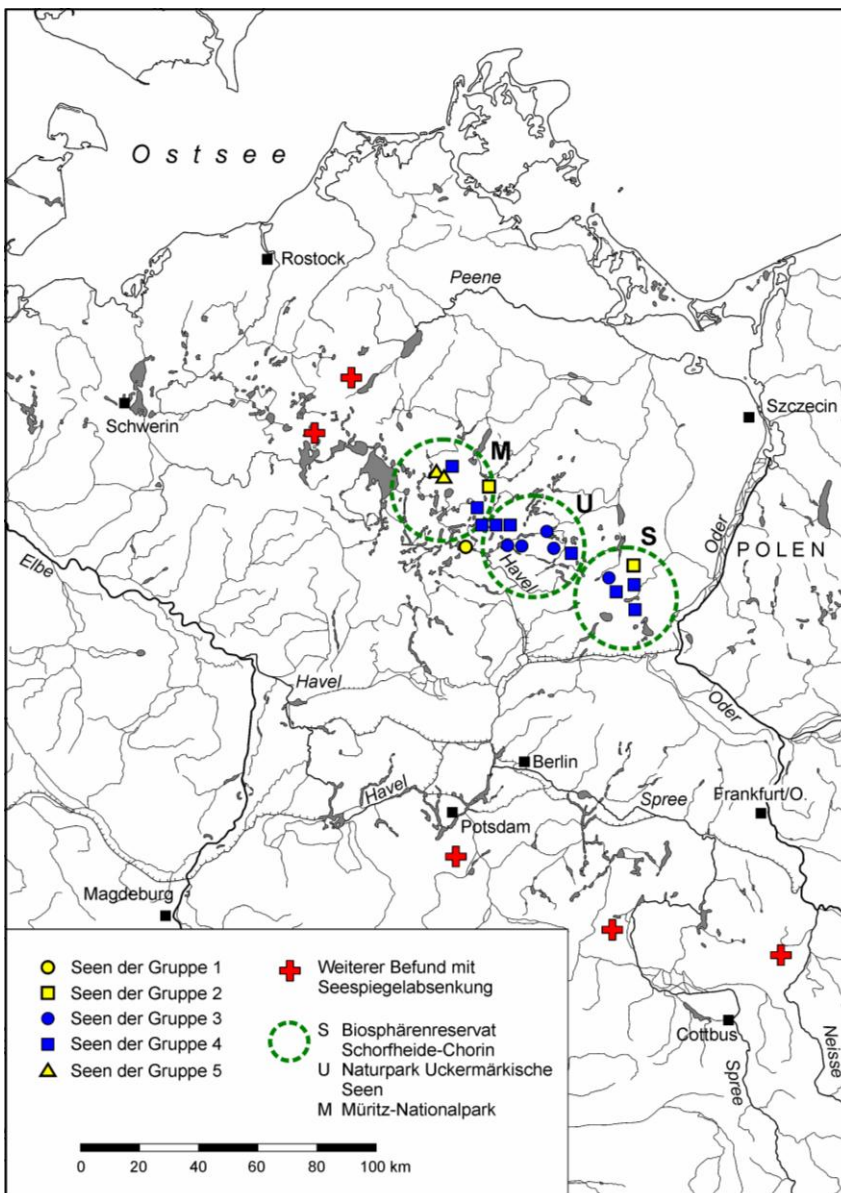 Ostsee
Rostock
Peene
Schwerin
Szczecin
M
U
S
Oder
POLEN
Elbe
Havel
Havel
Oder
Berlin
Havel
Spree
Frankfurt/O.
Potsdam
Magdeburg
Cottbus
Neisse
Spree
Seen der Gruppe 1
Seen der Gruppe 2
Seen der Gruppe 3
Seen der Gruppe 4
Seen der Gruppe 5
Weiterer Befund mit
Seespiegelabsenkung
S Biosphärenreservat
Schorfheide-Chorin
U Naturpark Uckermärkische
Seen
M Müritz-Nationalpark
0 20 40 60 80 100 km